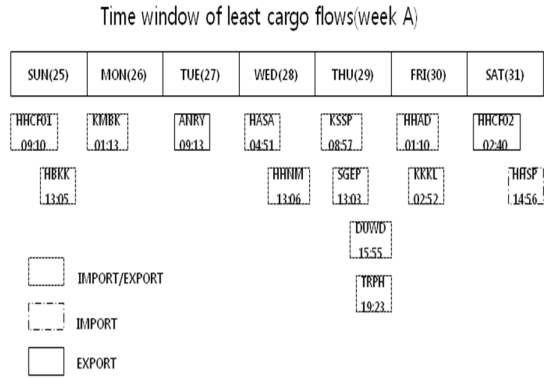 Time window of least cargo flows(week A)
SUN(25) MON(26) TUE(27) WED(28) THU(29) FRI(30) SAT(31)
HHCF01 KMBK ANRY HASA KSSP HHAD HHCF02
09:10 01:13 09:13 04:51 08:57 01:10 02:40
HBKK HHNM SGEP KKKL HHSP
13:05 13:06 13:03 02:52 14:56
DUWD
15:55
TRPH
19:23
IMPORT/EXPORT
IMPORT
EXPORT